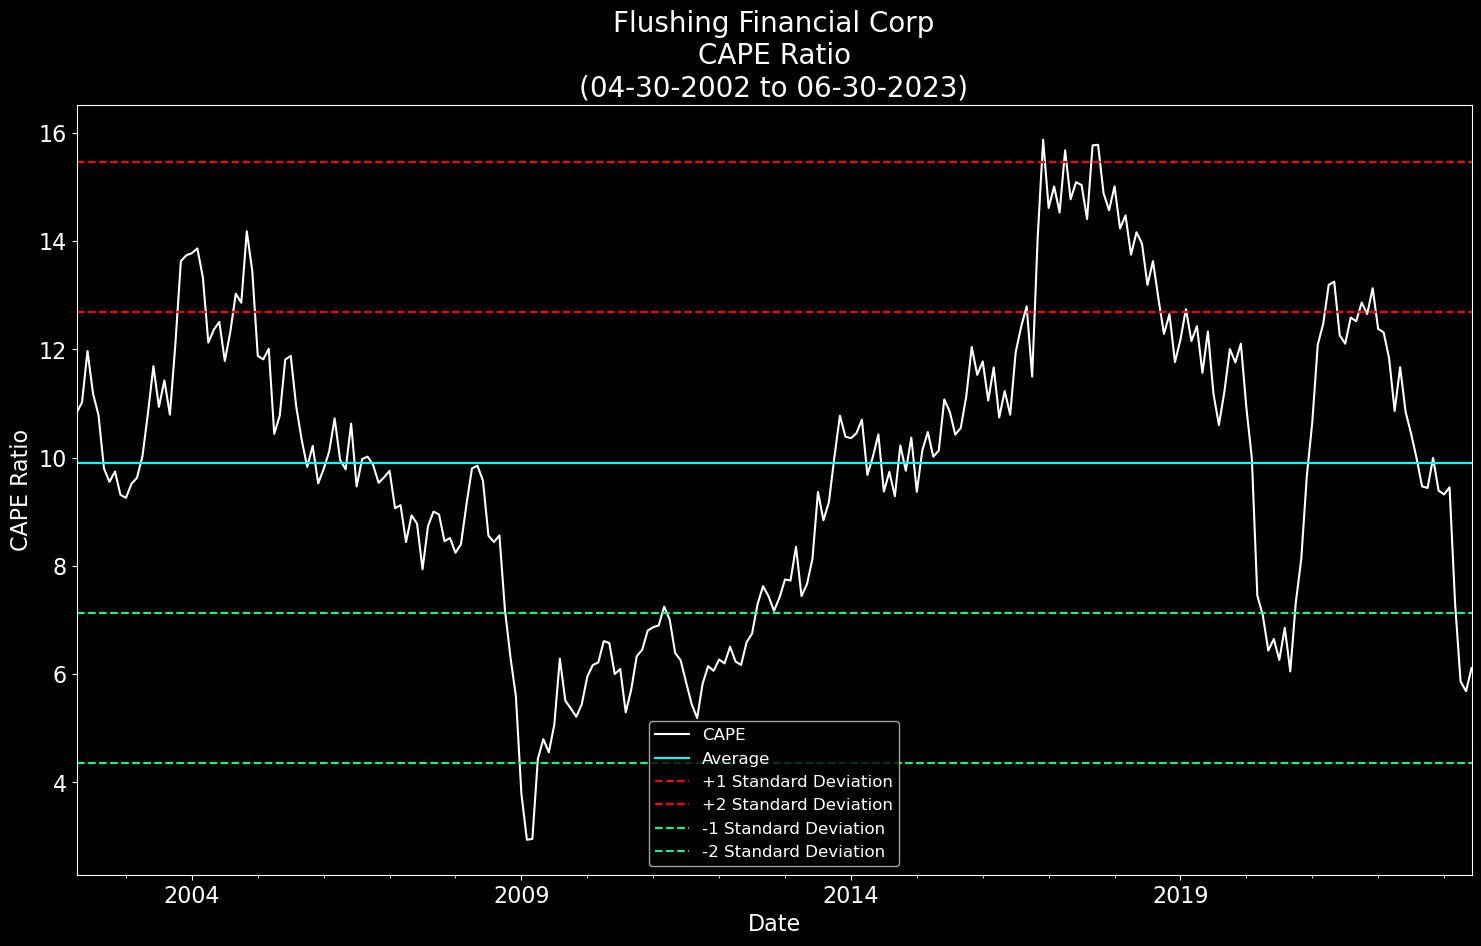 Flushing Financial Corp
CAPE Ratio
(04-30-2002 to 06-30-2023)
16
14
12
10
8
6
4
CAPE Ratio
CAPE
Average
+1 Standard Deviation
+2 Standard Deviation
-1 Standard Deviation
-2 Standard Deviation
2004 2009 2014 2019
Date